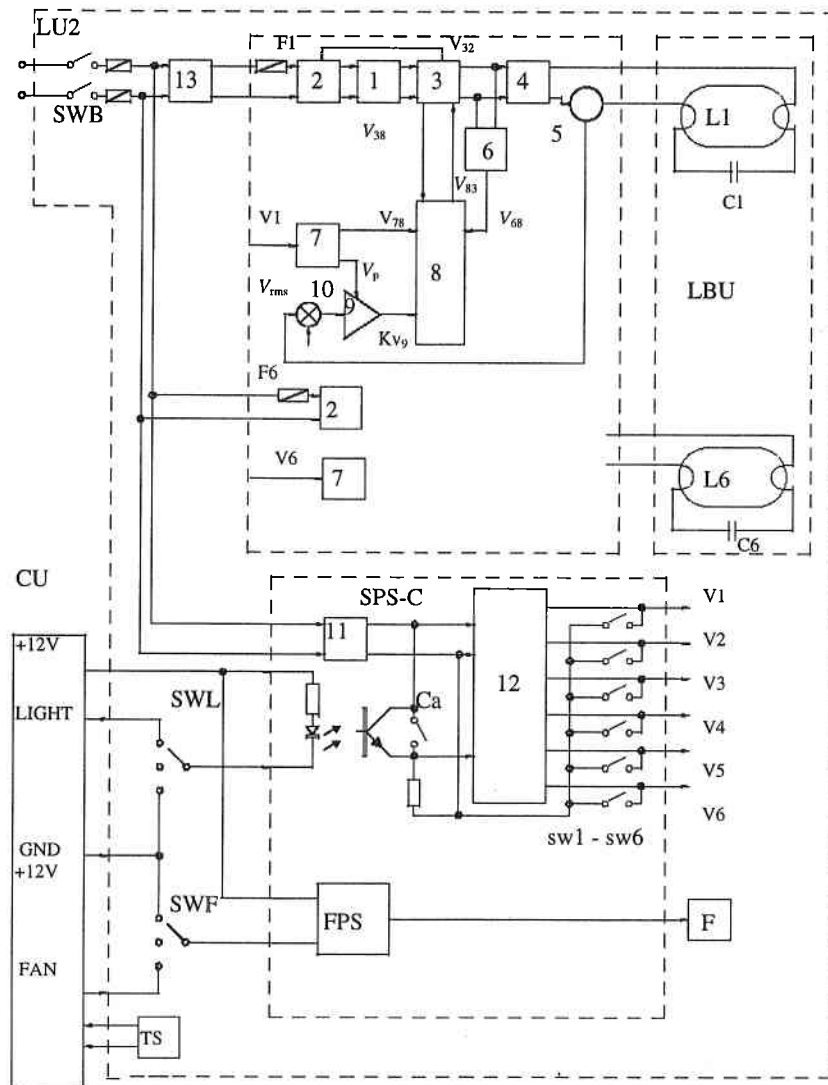 LU2
F1
V32
13
2
1
3
4
SWB
5
L1
V38
6
C1
V83
V1
7
V78
V68
8
Vp
LBU
Vrms
10
9
Kv9
F6
2
V6
7
L6
C6
CU
SPS-C
V1
+12V
11
V2
SWL
12
V3
LIGHT
Ca
V4
V5
V6
GND
sw1 - sw6
+12V
SWF
FPS
F
FAN
TS